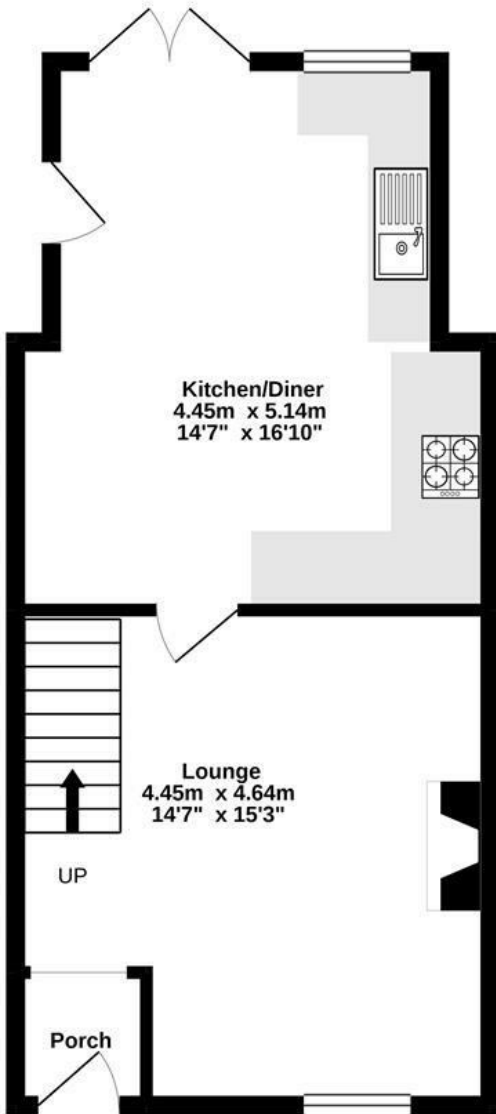 Kitchen/Diner
4.45m x 5.14m
14'7" x 16'10"
Lounge
4.45m x 4.64m
14'7" x 15'3"
UP
Porch